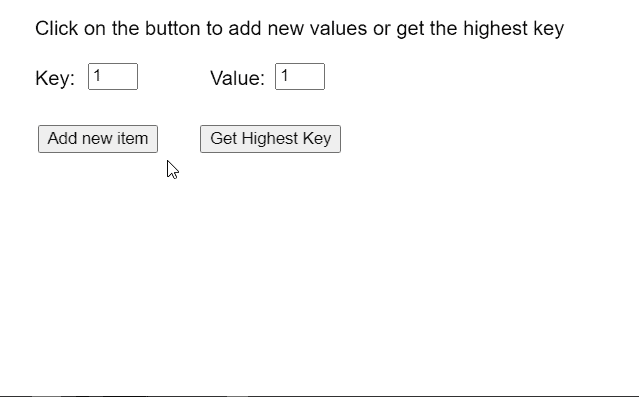 Click on the button to add new values or get the highest key
Key: 1 Value: 1
Add new item Get Highest Key